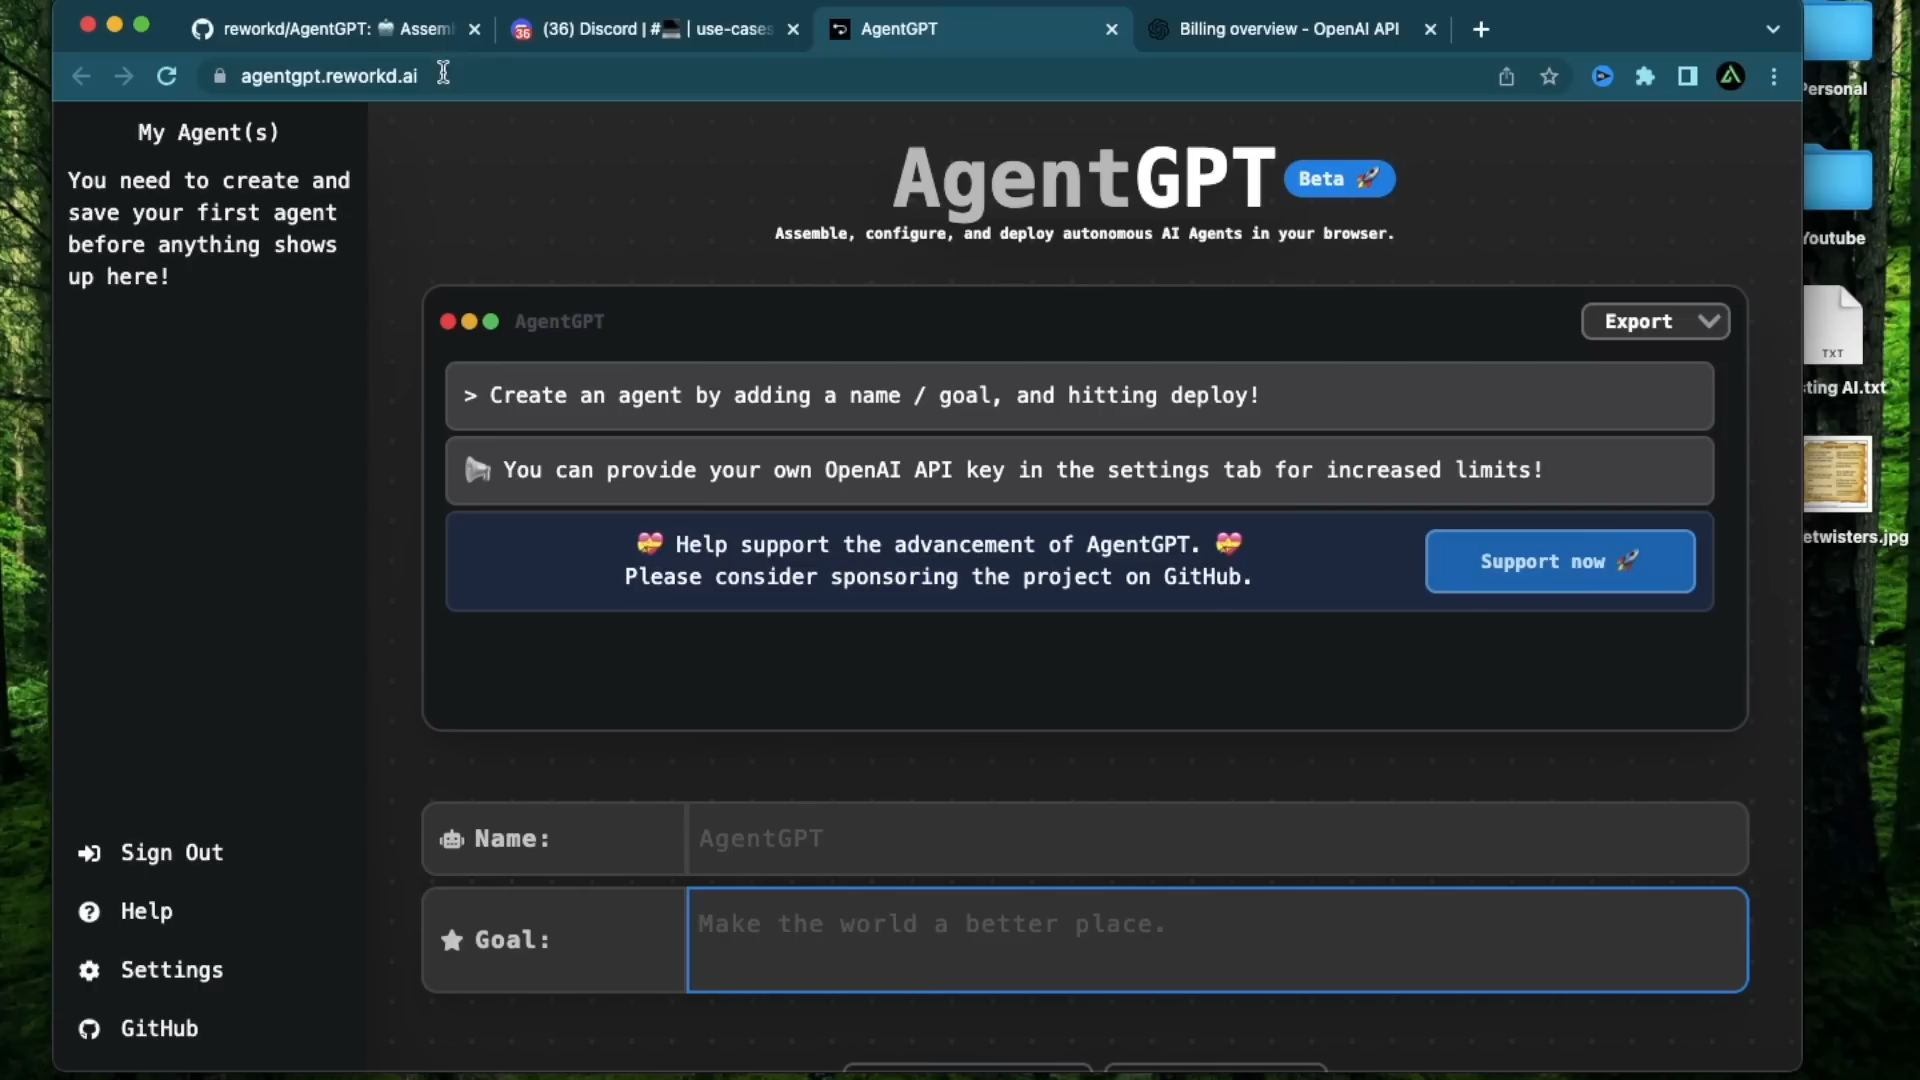 reworkd/AgentGPT: 🤖 Assem
(36) Discord | #💻 | use-cases
AgentGPT
Billing overview - OpenAI API
agentgpt.reworkd.ai
My Agent(s)
You need to create and
save your first agent
before anything shows
up here!
AgentGPT
Beta 🚀
Assemble, configure, and deploy autonomous AI Agents in your browser.
AgentGPT
Export
> Create an agent by adding a name / goal, and hitting deploy!
📢 You can provide your own OpenAI API key in the settings tab for increased limits!
💝 Help support the advancement of AgentGPT. 💝
Please consider sponsoring the project on GitHub.
Support now 🚀
Name:
AgentGPT
Goal:
Make the world a better place.
Sign Out
Help
Settings
GitHub
Personal
Youtube
TXT
ting AI.txt
etwisters.jpg
36